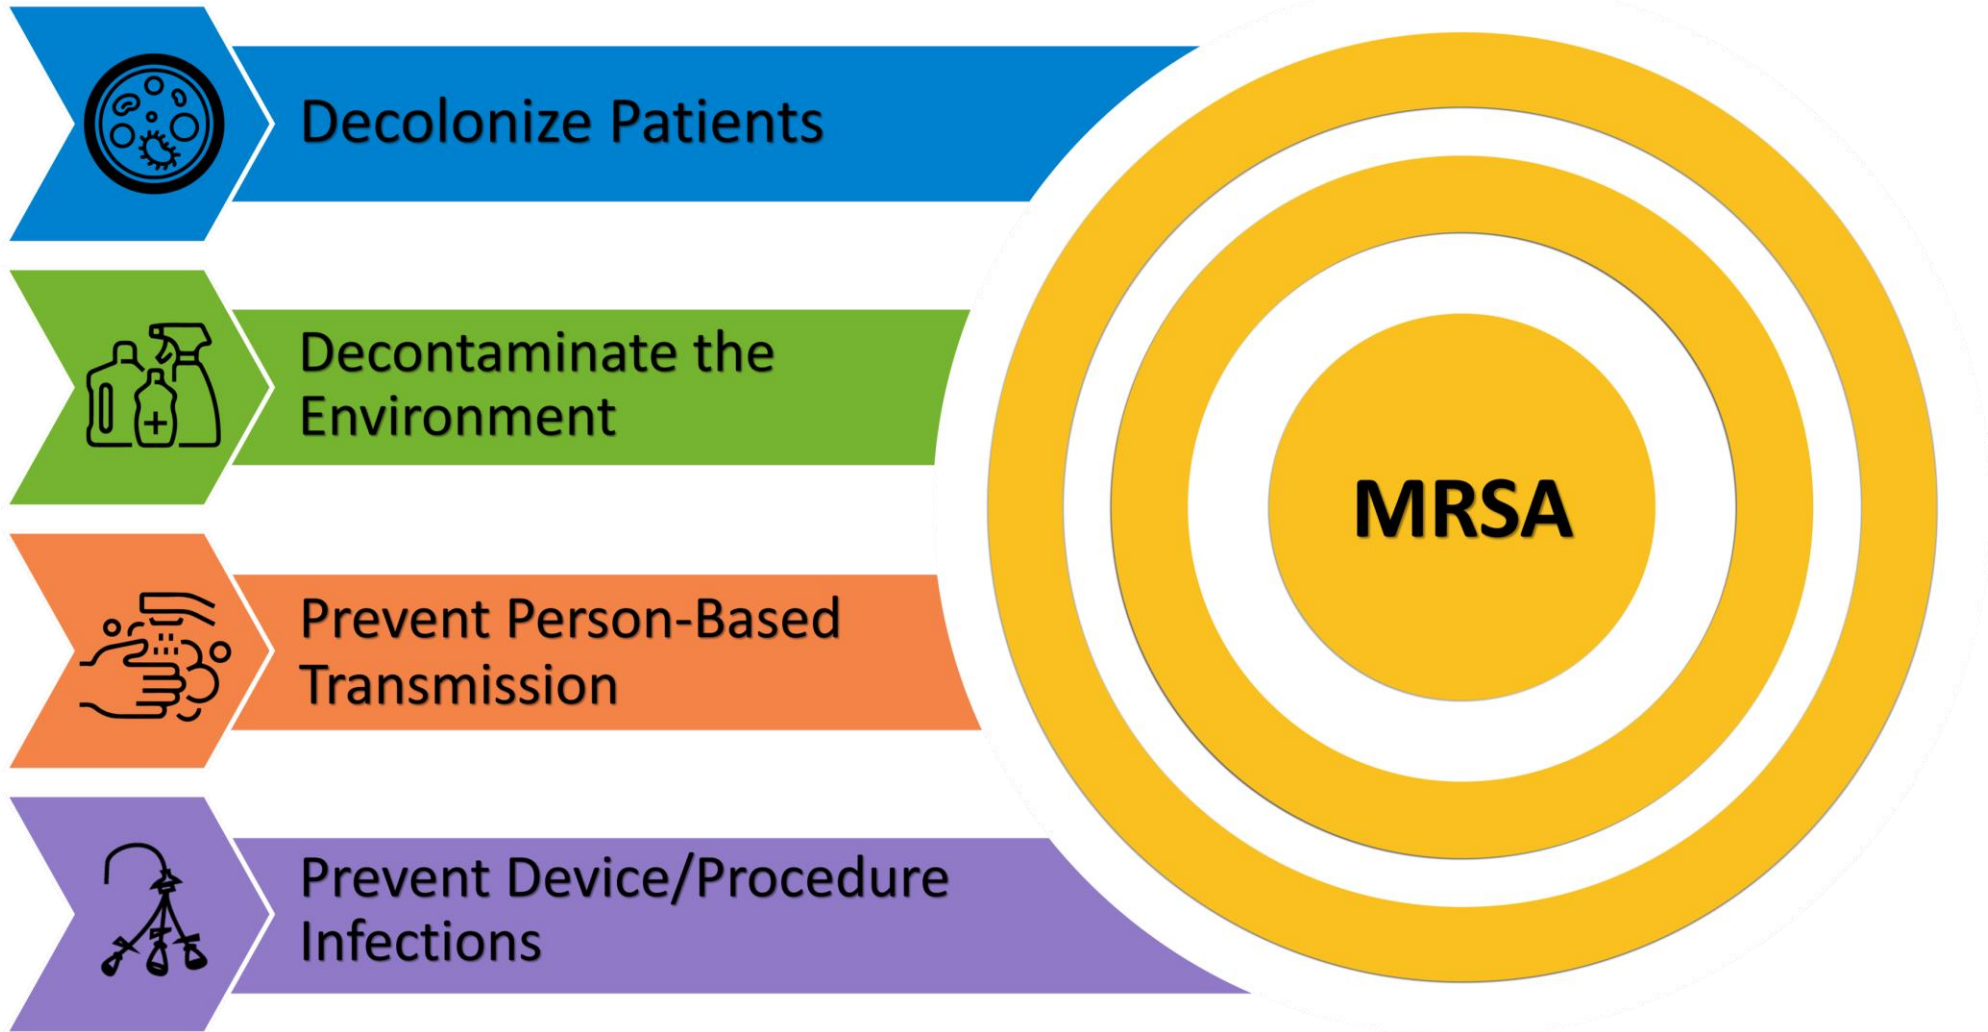 Decolonize Patients
Decontaminate the
Environment
Prevent Person-Based
Transmission
Prevent Device/Procedure
Infections
MRSA